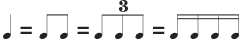 3
= = =